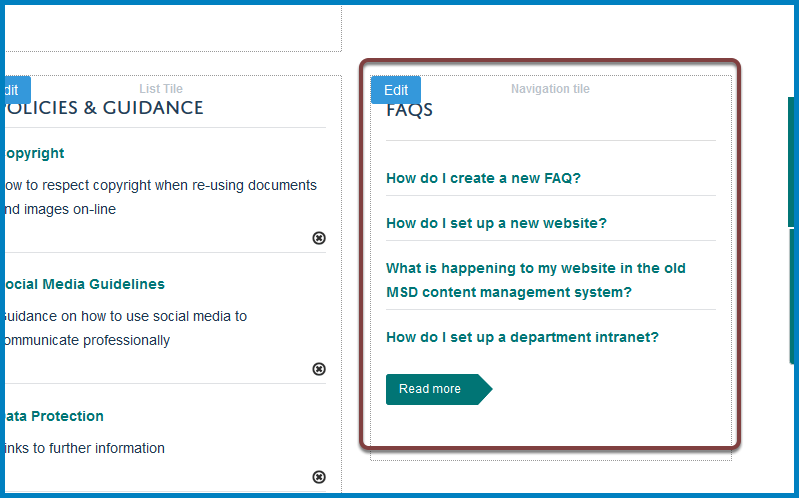 dit
List Tile
OLICIES & GUIDANCE
opyright
ow to respect copyright when re-using documents
nd images on-line
ocial Media Guidelines
uidance on how to use social media to
ommunicate professionally
ata Protection
inks to further information
Edit
Navigation tile
FAQS
How do I create a new FAQ?
How do I set up a new website?
What is happening to my website in the old
MSD content management system?
How do I set up a department intranet?
Read more